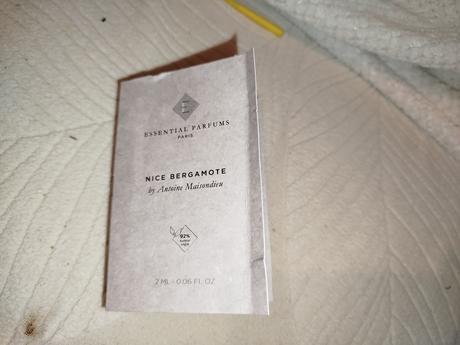 E
ESSENTIAL PARFUMS
PARIS
NICE BERGAMOTE
by Antoine Maisondieu
92%
2 ML - 0.06 FL. OZ